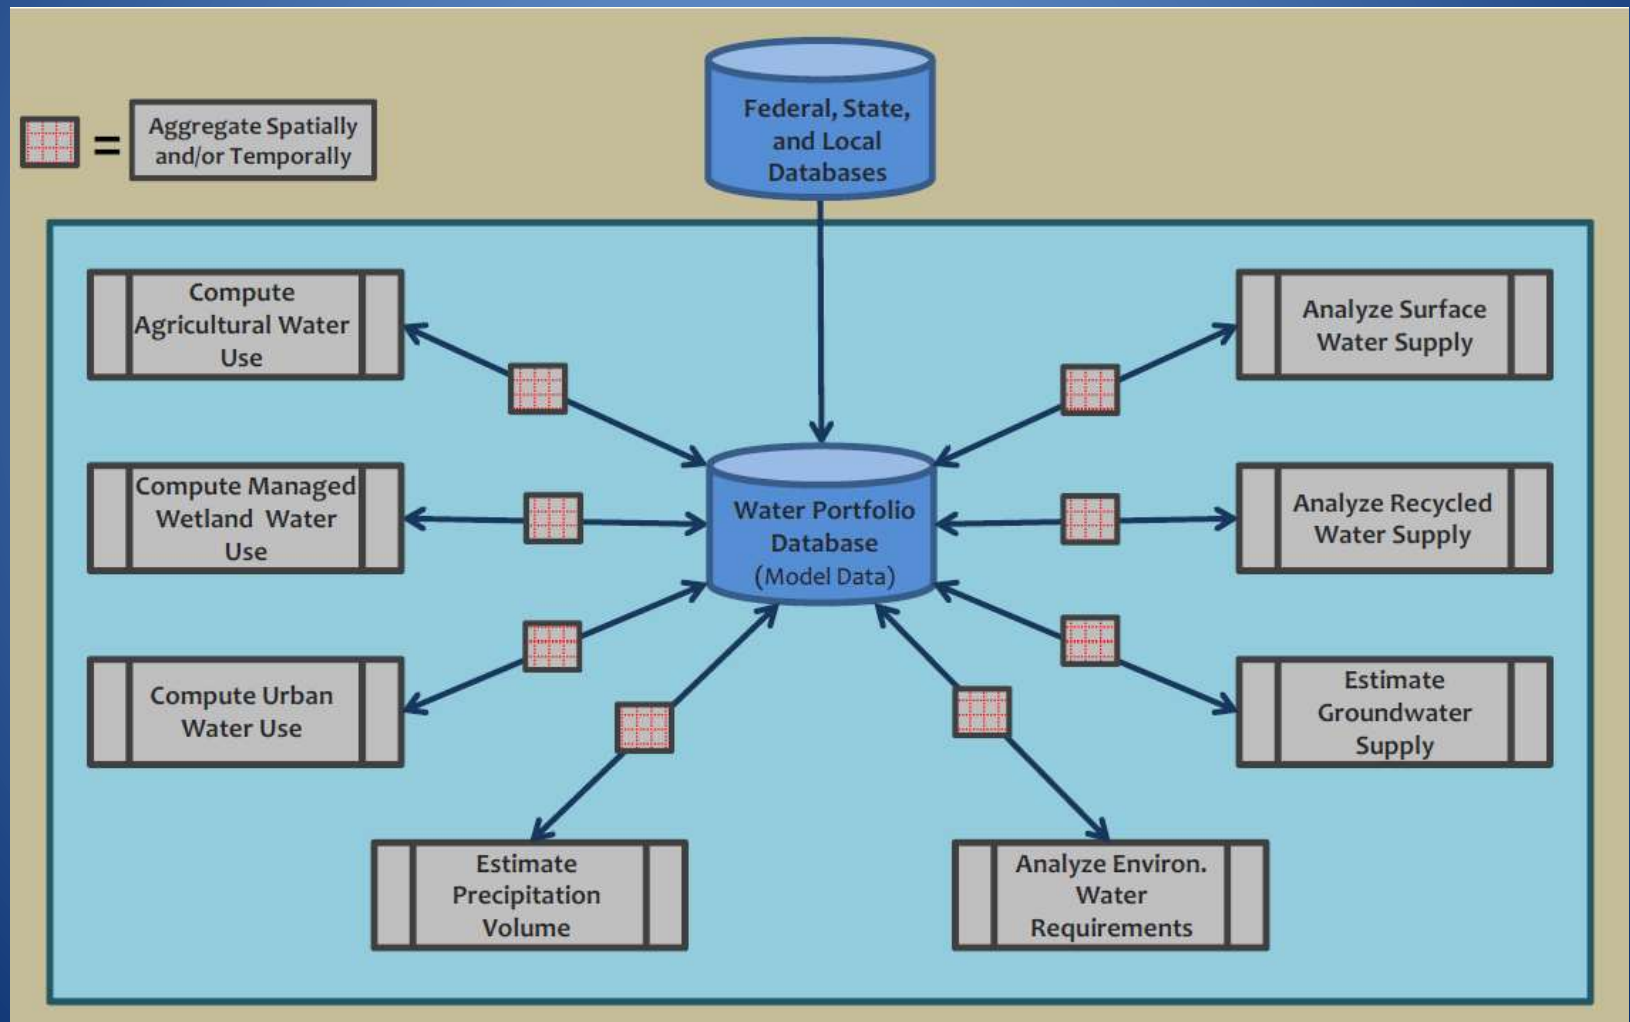 Federal, State,
and Local
Databases
=
Aggregate Spatially
and/or Temporally
Compute
Agricultural Water
Use
Analyze Surface
Water Supply
Compute Managed
Wetland Water
Use
Water Portfolio
Database
(Model Data)
Analyze Recycled
Water Supply
Compute Urban
Water Use
Estimate
Groundwater
Supply
Estimate
Precipitation
Volume
Analyze Environ.
Water
Requirements